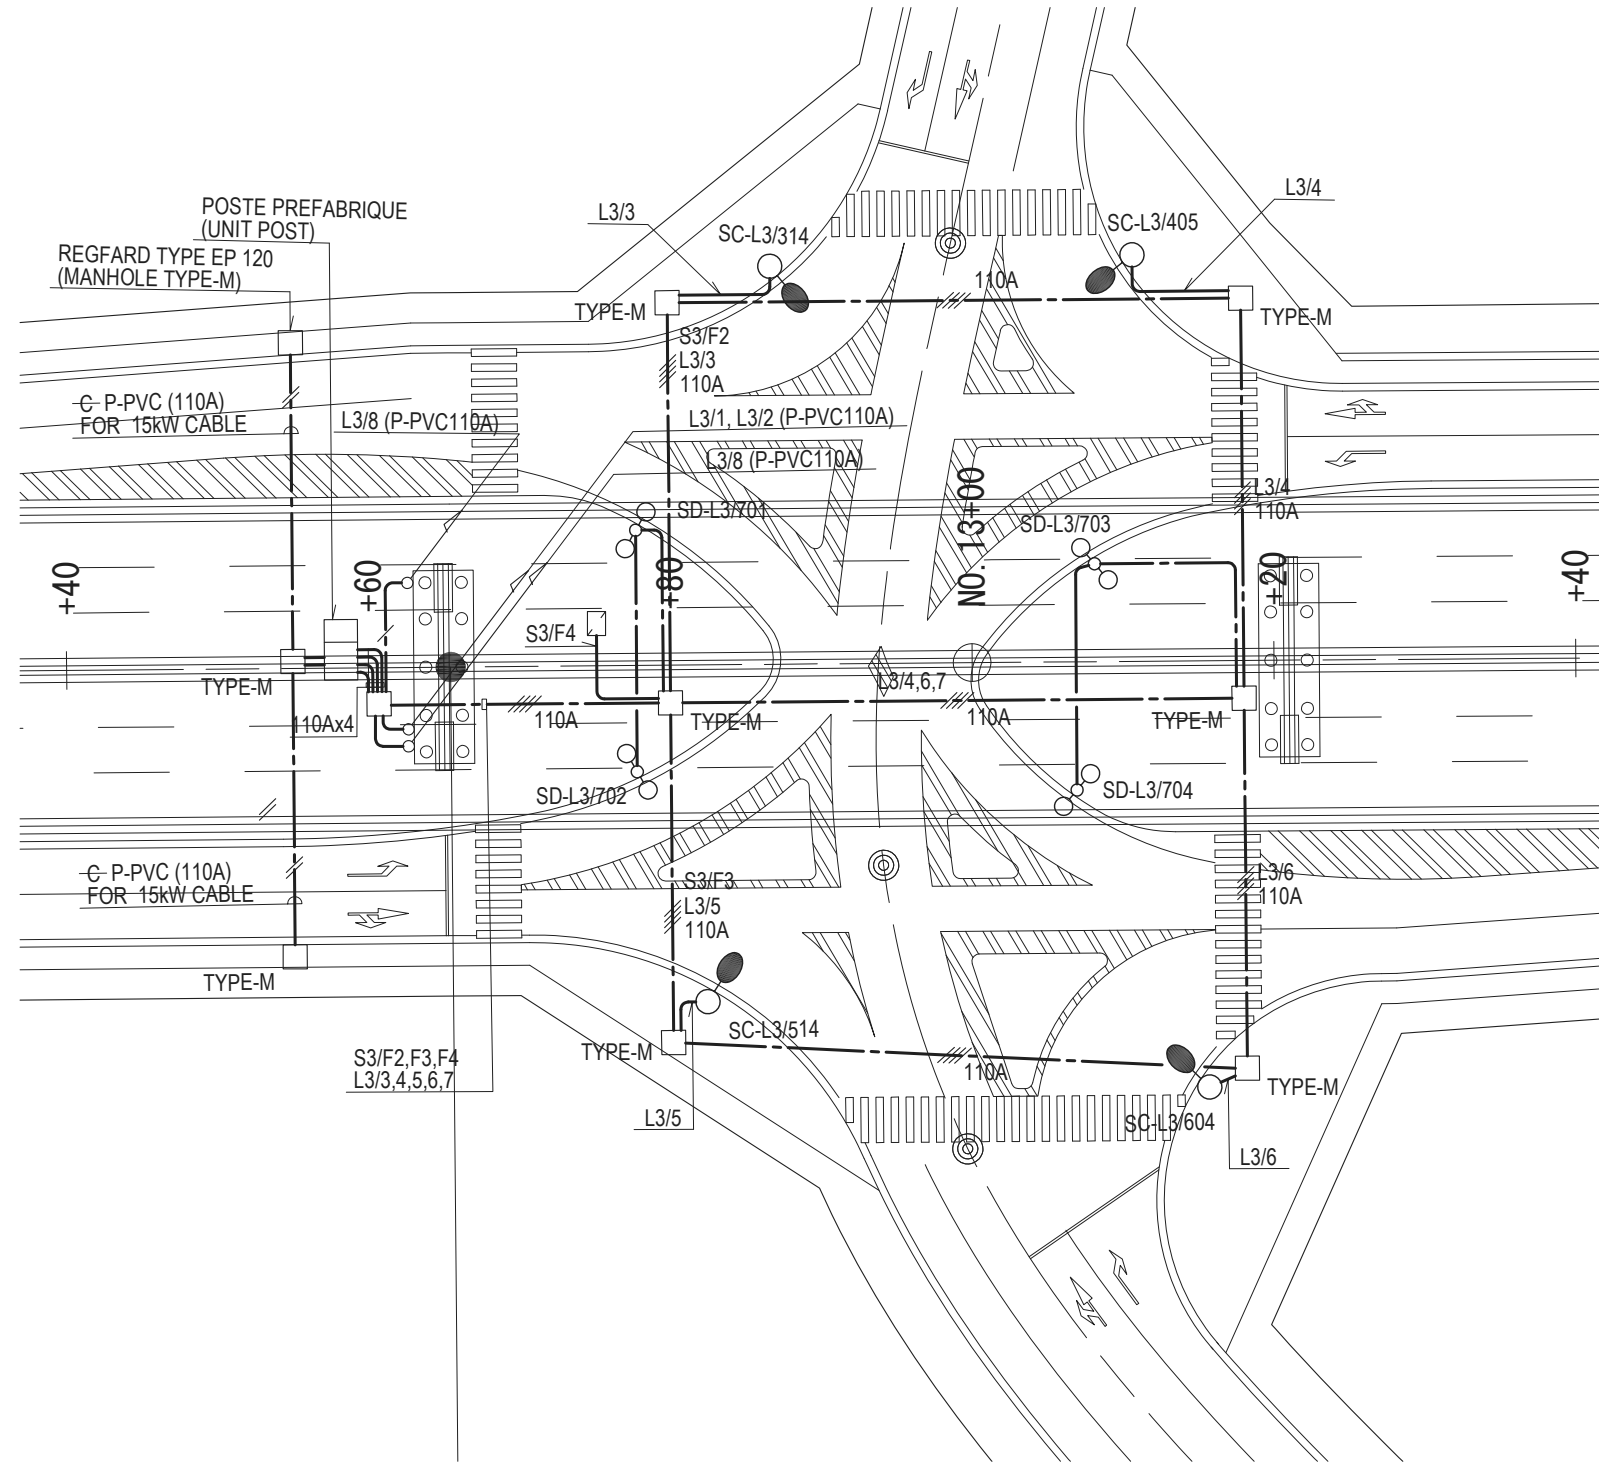 L3/4
POSTE PREFABRIQUE
(UNIT POST)
L3/3
SC-L3/405
SC-L3/314
REGFARD TYPE EP 120
(MANHOLE TYPE-M)
110A
TYPE-M
TYPE-M
S3/F2
L3/3
110A
C P-PVC (110A)
FOR 15kW CABLE
L3/8 (P-PVC110A)
L3/1, L3/2 (P-PVC110A)
L3/8 (P-PVC110A)
L3/4
110A
SD-L3/701
SD-L3/703
+40
+60
+80
NO. 13+00
+20
+40
S3/F4
TYPE-M
L3/4,6,7
110Ax4
110A
TYPE-M
110A
TYPE-M
SD-L3/702
SD-L3/704
C P-PVC (110A)
FOR 15kW CABLE
S3/F3
L3/5
110A
L3/6
110A
TYPE-M
SC-L3/514
TYPE-M
S3/F2,F3,F4
L3/3,4,5,6,7
110A
TYPE-M
L3/5
SC-L3/604
L3/6